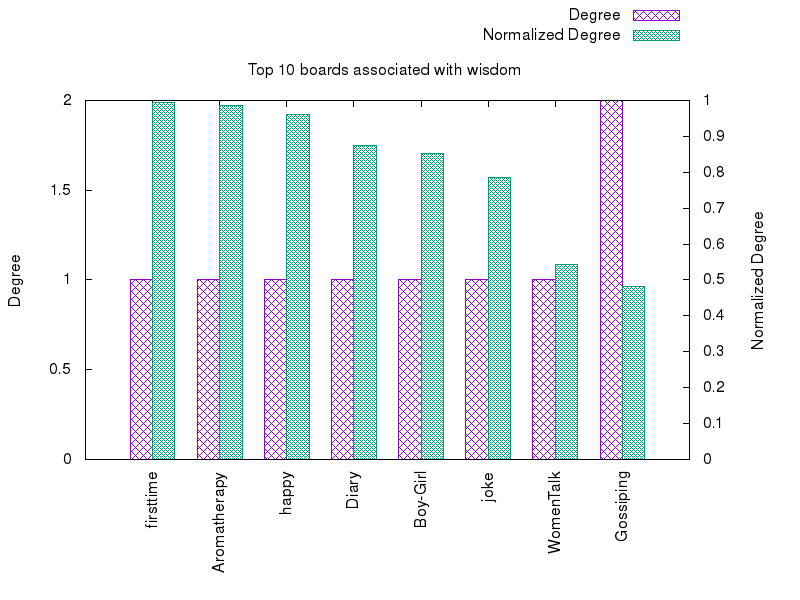 Degree
Normalized Degree
Top 10 boards associated with wisdom
2
1.5
1
0.5
0
Degree
1
0.9
0.8
0.7
0.6
0.5
0.4
0.3
0.2
0.1
0
Normalized Degree
firsttime
Aromatherapy
happy
Diary
Boy-Girl
joke
WomenTalk
Gossiping